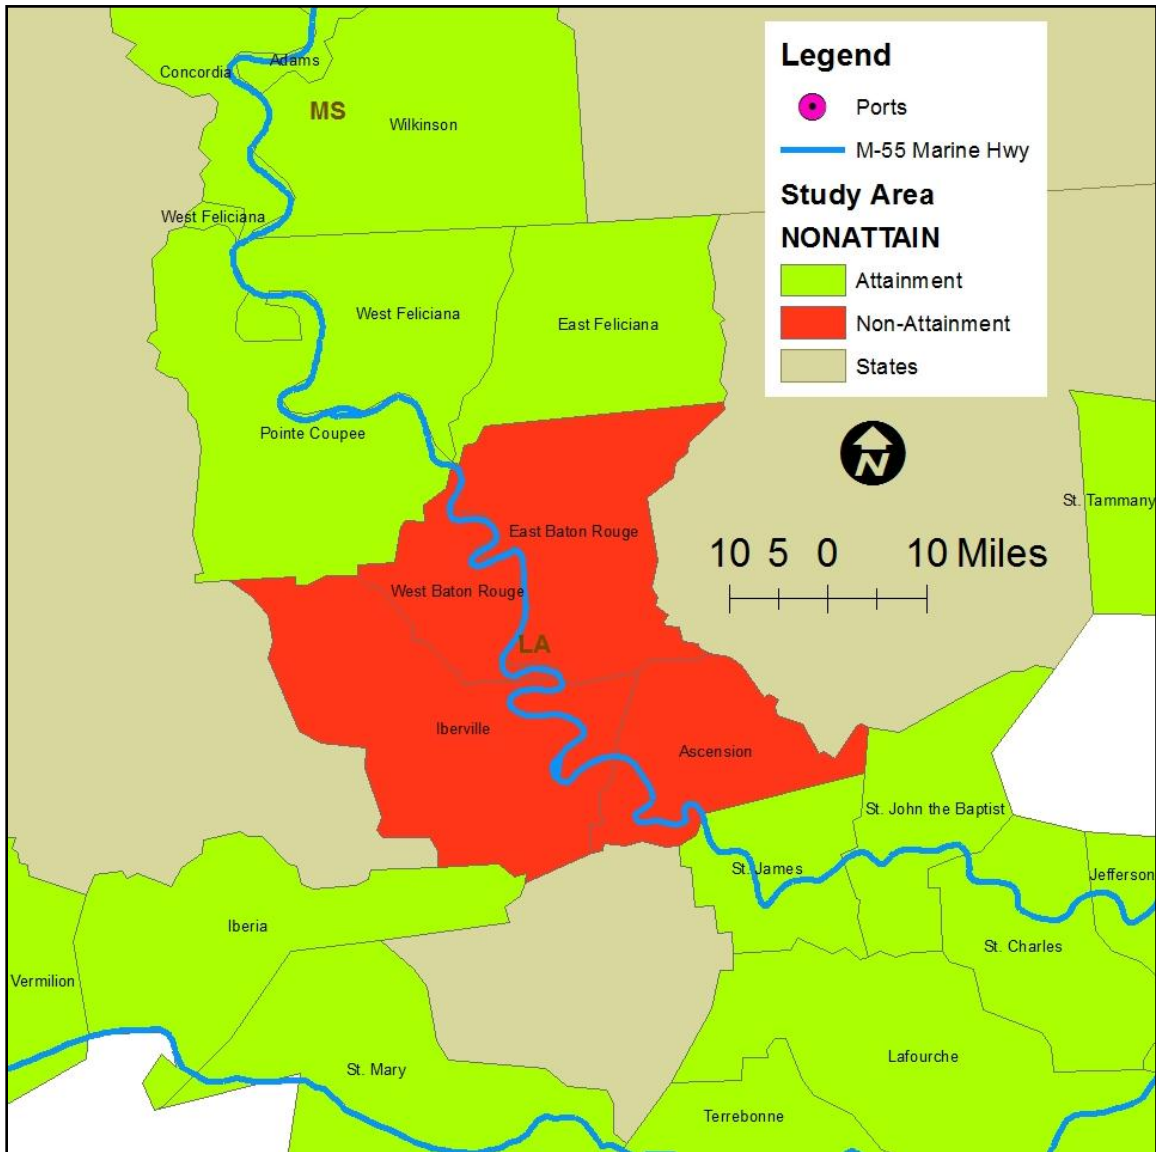 Legend
Ports
M-55 Marine Hwy
Study Area
NONATTAIN
Attainment
Non-Attainment
States
N
10 5 0 10 Miles
Adams
Concordia
MS
Wilkinson
West Feliciana
West Feliciana
East Feliciana
Pointe Coupee
St. Tammany
East Baton Rouge
West Baton Rouge
LA
Iberville
Ascension
St. John the Baptist
St. James
Jefferson
Iberia
St. Charles
Vermilion
Lafourche
St. Mary
Terrebonne